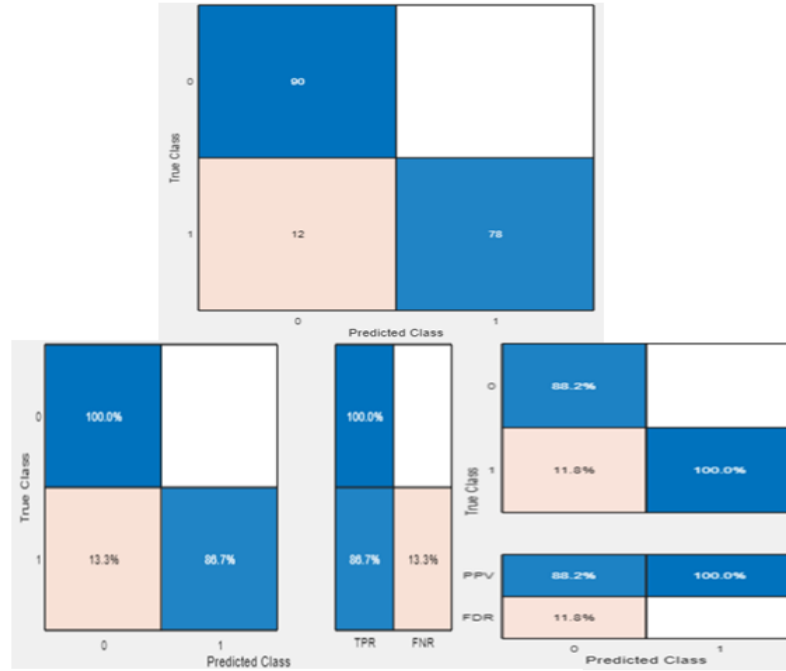 True Class
0
90
1
12 78
0 1
Predicted Class
True Class
0
100.0%
1
13.3% 86.7%
0 1
Predicted Class
100.0%
86.7% 13.3%
TPR FNR
True Class
0
88.2%
1
11.8% 100.0%
PPV
88.2% 100.0%
FDR
11.8%
0 1
Predicted Class